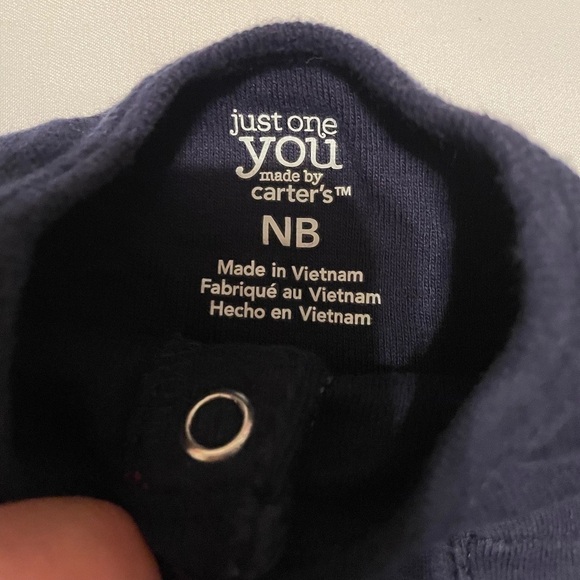 just one
you
made by
carter's™
NB
Made in Vietnam
Fabriqué au Vietnam
Hecho en Vietnam